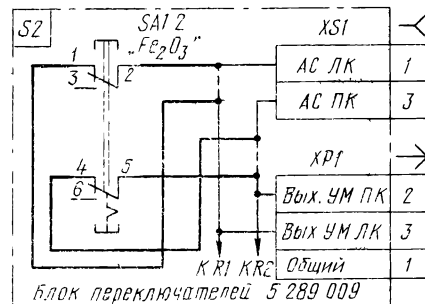 S2
SA1 2
"Fe₂O₃"
1
3 2
4 5
6
XS1
АС ЛК 1
АС ПК 3
XP1
Вых. УМ ПК 2
Вых УМ ЛК 3
Общий 1
К R1 К R2
Блок переключателей 5 289 009